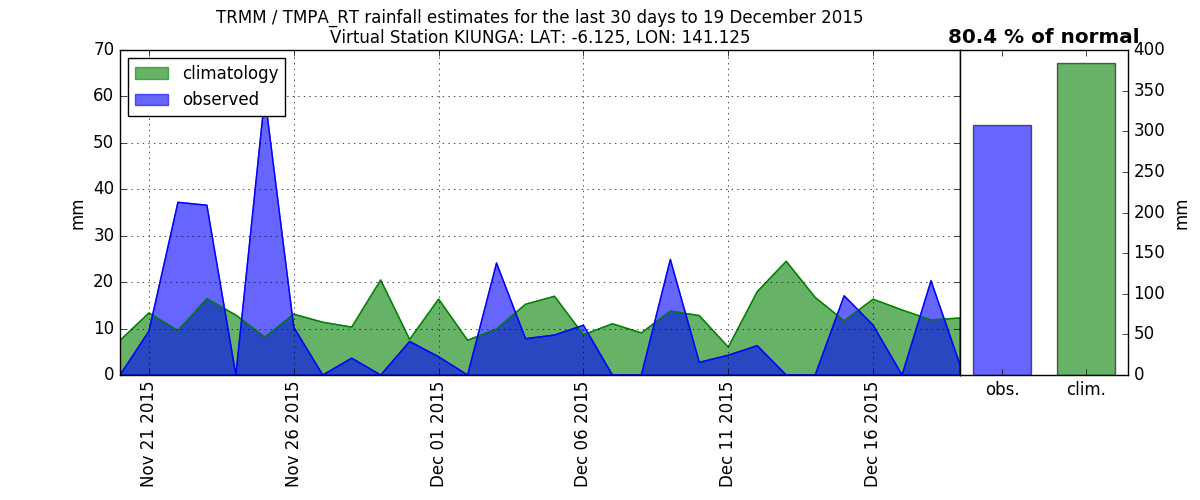 TRMM / TMPA_RT rainfall estimates for the last 30 days to 19 December 2015
Virtual Station KIUNGA: LAT: -6.125, LON: 141.125
80.4 % of normal
climatology
observed
70
60
50
40
30
20
10
0
mm
Nov 21 2015
Nov 26 2015
Dec 01 2015
Dec 06 2015
Dec 11 2015
Dec 16 2015
obs.
clim.
400
350
300
250
200
150
100
50
0
mm